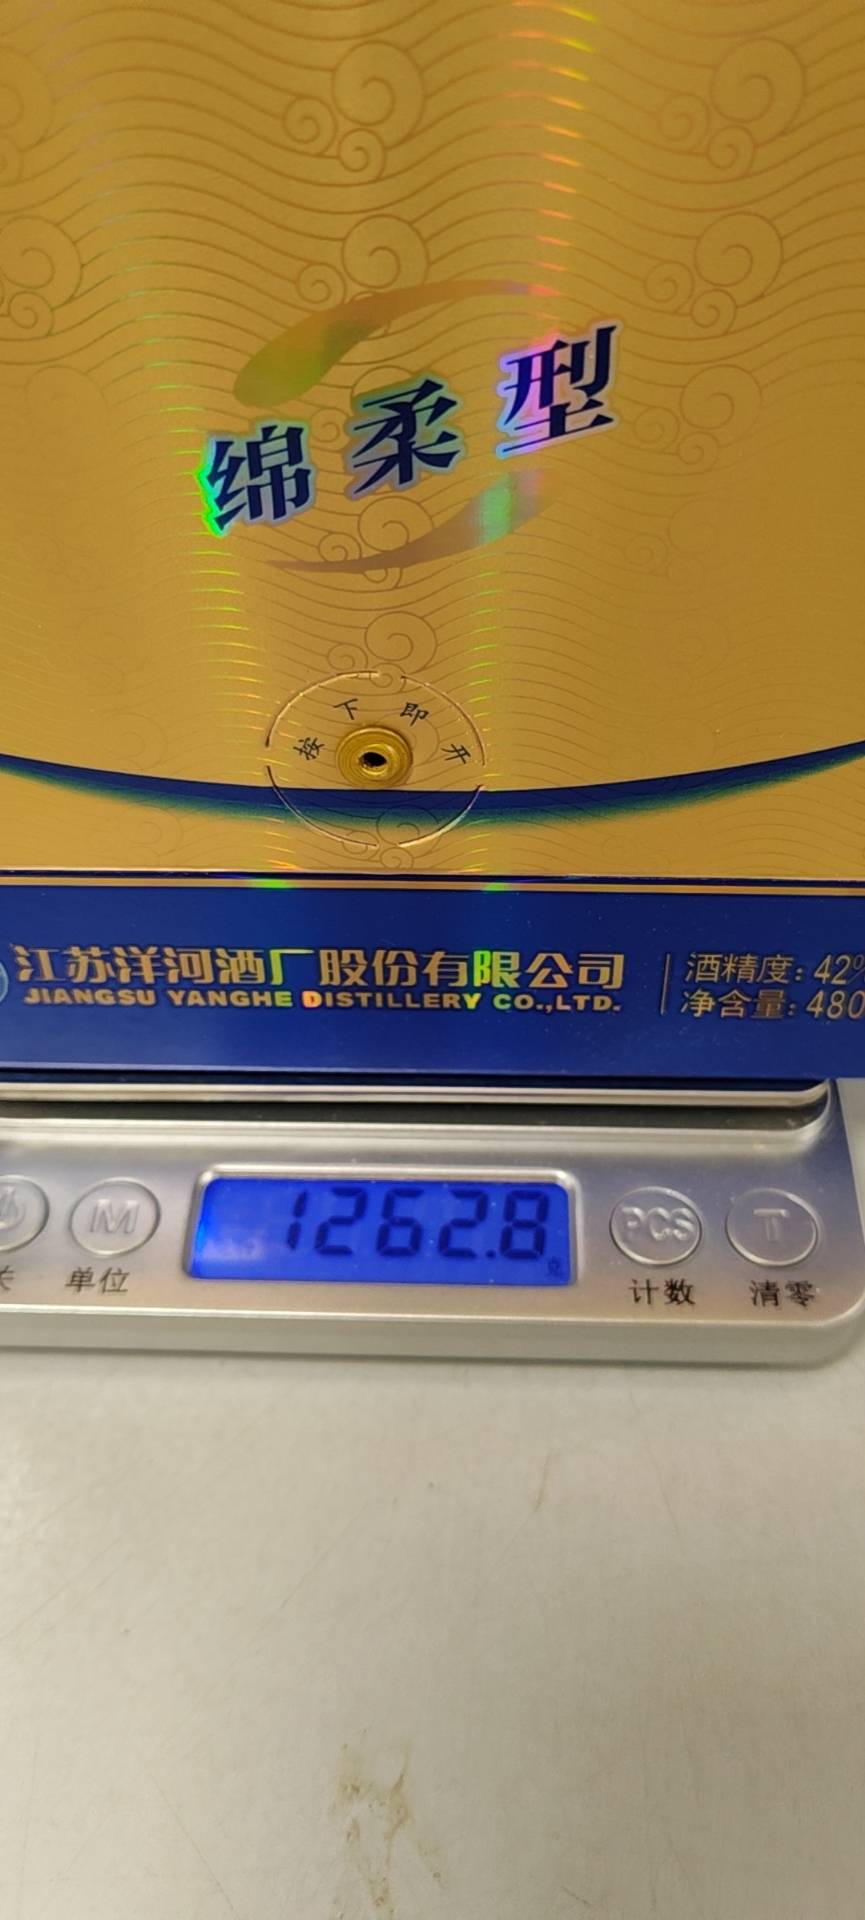 绵柔型
按下即开
江苏洋河酒厂股份有限公司
JIANGSU YANGHE DISTILLERY CO.,LTD.
酒精度:42°
净含量:480
1262.8
克
M
PCS
T
关
单位
计数
清零